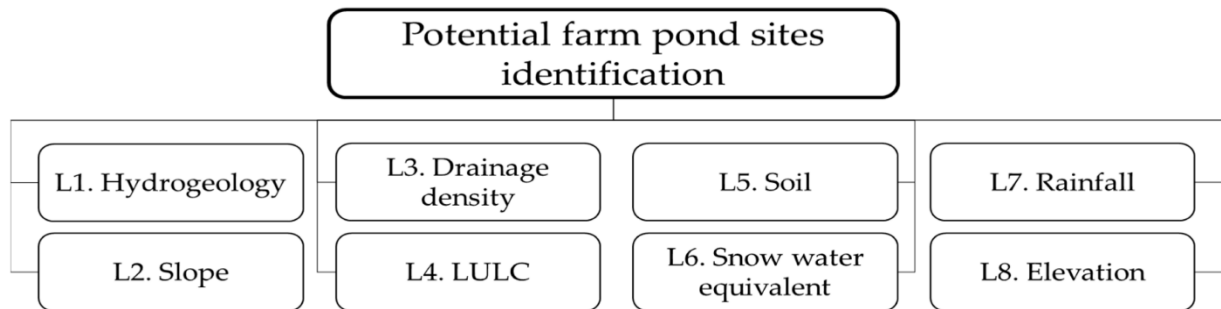 Potential farm pond sites
identification
L1. Hydrogeology
L3. Drainage
density
L5. Soil
L7. Rainfall
L2. Slope
L4. LULC
L6. Snow water
equivalent
L8. Elevation